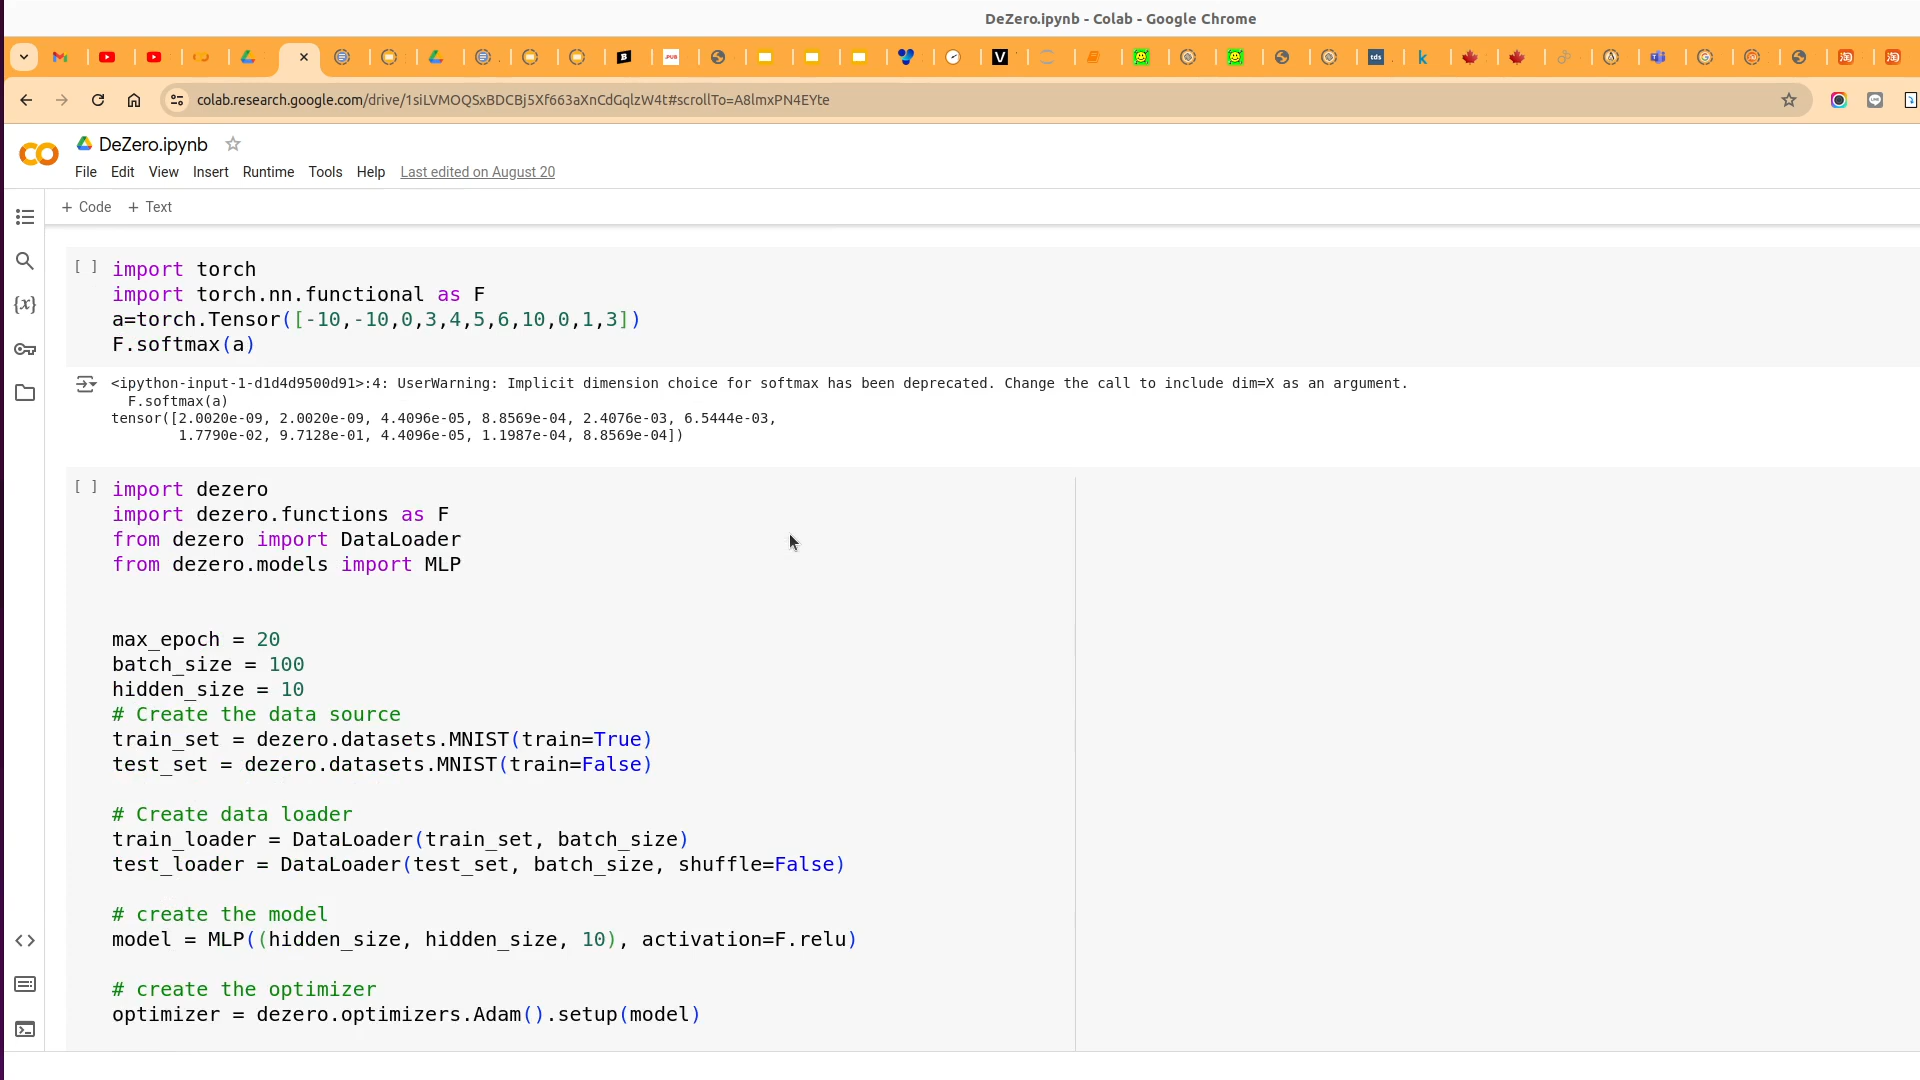 DeZero.ipynb - Colab - Google Chrome
colab.research.google.com/drive/1siLVMOQSxBDCBj5Xf663aXnCdGqlzW4t#scrollTo=A8lmxPN4EYte
DeZero.ipynb
File Edit View Insert Runtime Tools Help Last edited on August 20
+ Code + Text
[ ] import torch
import torch.nn.functional as F
a=torch.Tensor([-10,-10,0,3,4,5,6,10,0,1,3])
F.softmax(a)
<ipython-input-1-d1d4d9500d91>:4: UserWarning: Implicit dimension choice for softmax has been deprecated. Change the call to include dim=X as an argument.
F.softmax(a)
tensor([2.0020e-09, 2.0020e-09, 4.4096e-05, 8.8569e-04, 2.4076e-03, 6.5444e-03,
1.7790e-02, 9.7128e-01, 4.4096e-05, 1.1987e-04, 8.8569e-04])
[ ] import dezero
import dezero.functions as F
from dezero import DataLoader
from dezero.models import MLP
max_epoch = 20
batch_size = 100
hidden_size = 10
# Create the data source
train_set = dezero.datasets.MNIST(train=True)
test_set = dezero.datasets.MNIST(train=False)
# Create data loader
train_loader = DataLoader(train_set, batch_size)
test_loader = DataLoader(test_set, batch_size, shuffle=False)
# create the model
model = MLP((hidden_size, hidden_size, 10), activation=F.relu)
# create the optimizer
optimizer = dezero.optimizers.Adam().setup(model)